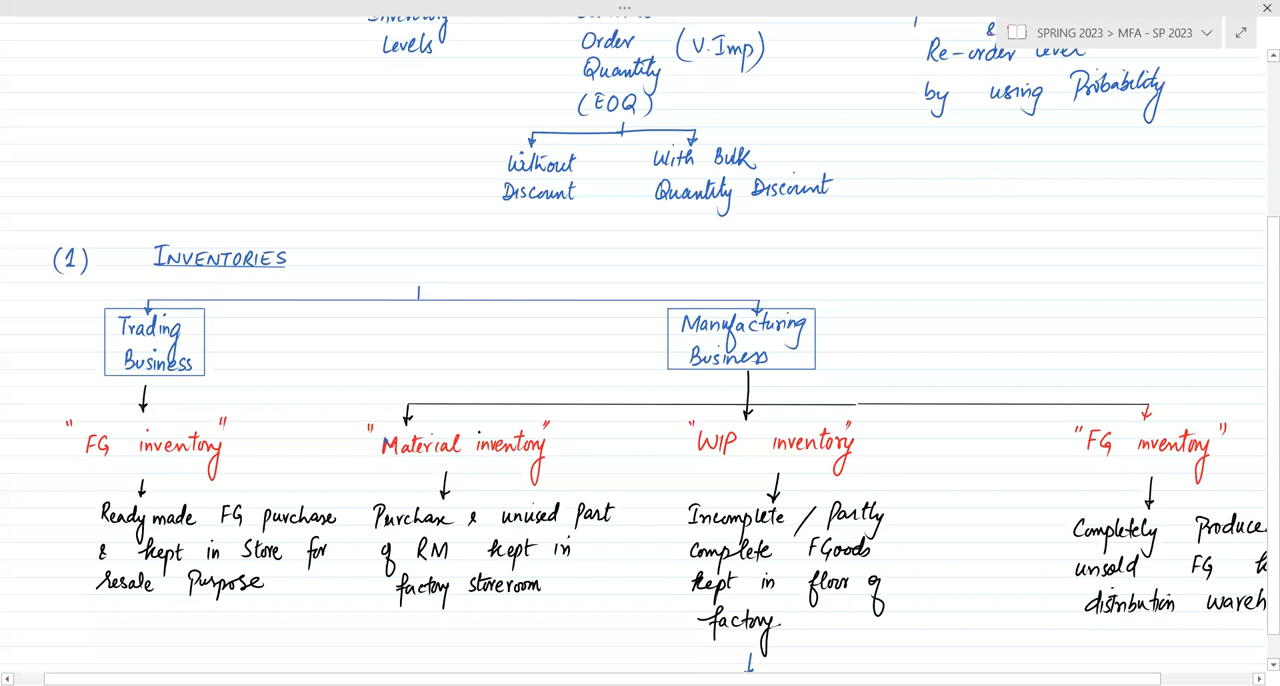 SPRING 2023 > MFA - SP 2023
Inventory
Levels
Order
Quantity
(EOQ)
(V.Imp)
&
Re-order level
by using Probability
Without
Discount
With Bulk
Quantity Discount
(1) INVENTORIES
Trading
Business
Manufacturing
Business
"FG inventory"
"Material inventory"
"WIP inventory"
"FG inventory"
Ready made FG purchase
& kept in Store for
resale Purpose
Purchase & unused part
of RM kept in
factory storeroom
Incomplete / Partly
complete FGoods
kept in floor of
factory
Completely Produce
unsold FG k
distribution wareh